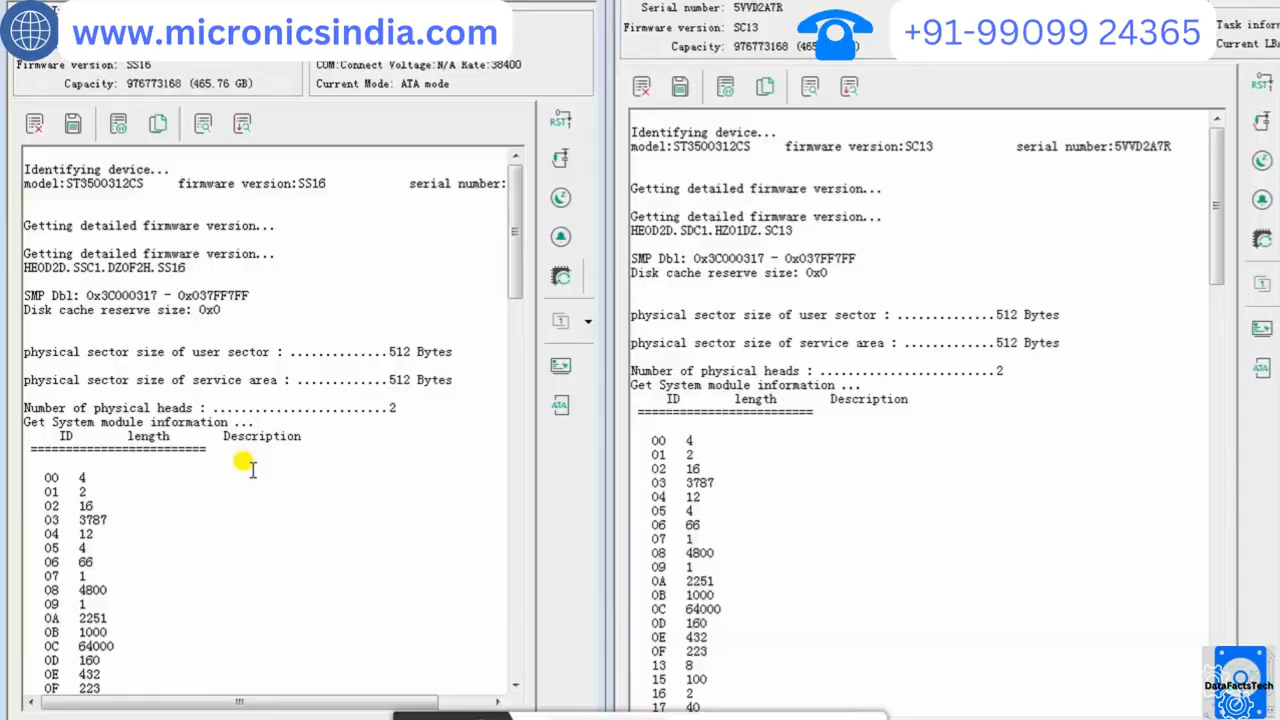 www.micronicsindia.com
Firmware version: SS16
Capacity: 976773168 (465.76 GB)
COM:Connect Voltage:N/A Rate:38400
Current Mode: ATA mode
Identifying device...
model:ST3500312CS firmware version:SS16 serial number:
Getting detailed firmware version...
Getting detailed firmware version...
HEOD2D.SSC1.DZOF2H.SS16
SMP Dbl: 0x3C000317 - 0x037FF7FF
Disk cache reserve size: 0x0
physical sector size of user sector : ..............512 Bytes
physical sector size of service area : .............512 Bytes
Number of physical heads : ..........................2
Get System module information ...
ID length Description
=========================
00 4
01 2
02 16
03 3787
04 12
05 4
06 66
07 1
08 4800
09 1
0A 2251
0B 1000
0C 64000
0D 160
0E 432
0F 223
Serial number: 5VVD2A7R
Firmware version: SC13
Capacity: 976773168
+91-99099 24365
Task infor
Current LB
Identifying device...
model:ST3500312CS firmware version:SC13 serial number:5VVD2A7R
Getting detailed firmware version...
Getting detailed firmware version...
HEOD2D.SDC1.HZO1DZ.SC13
SMP Dbl: 0x3C000317 - 0x037FF7FF
Disk cache reserve size: 0x0
physical sector size of user sector : ..............512 Bytes
physical sector size of service area : .............512 Bytes
Number of physical heads : ..........................2
Get System module information ...
ID length Description
=========================
00 4
01 2
02 16
03 3787
04 12
05 4
06 66
07 1
08 4800
09 1
0A 2251
0B 1000
0C 64000
0D 160
0E 432
0F 223
13 8
15 100
16 2
17 40
RST
ATA
RST
ATA
DataFactsTech